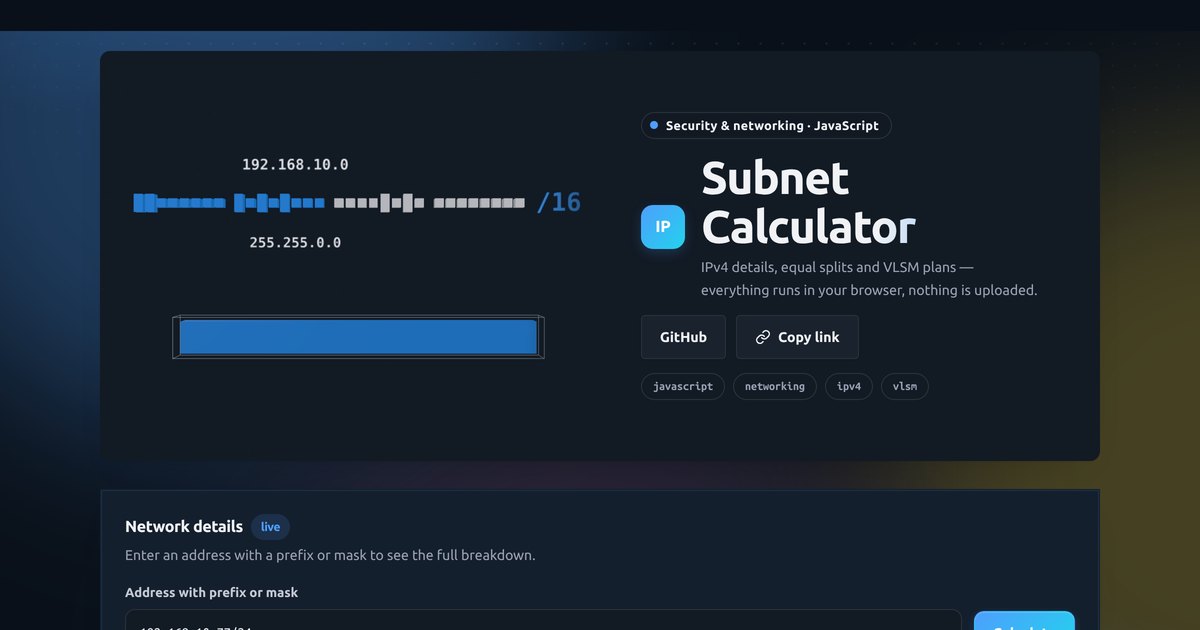 192.168.10.0
/16
255.255.0.0
Security & networking · JavaScript
IP
Subnet
Calculator
IPv4 details, equal splits and VLSM plans —
everything runs in your browser, nothing is uploaded.
GitHub
Copy link
javascript
networking
ipv4
vlsm
Network details
live
Enter an address with a prefix or mask to see the full breakdown.
Address with prefix or mask